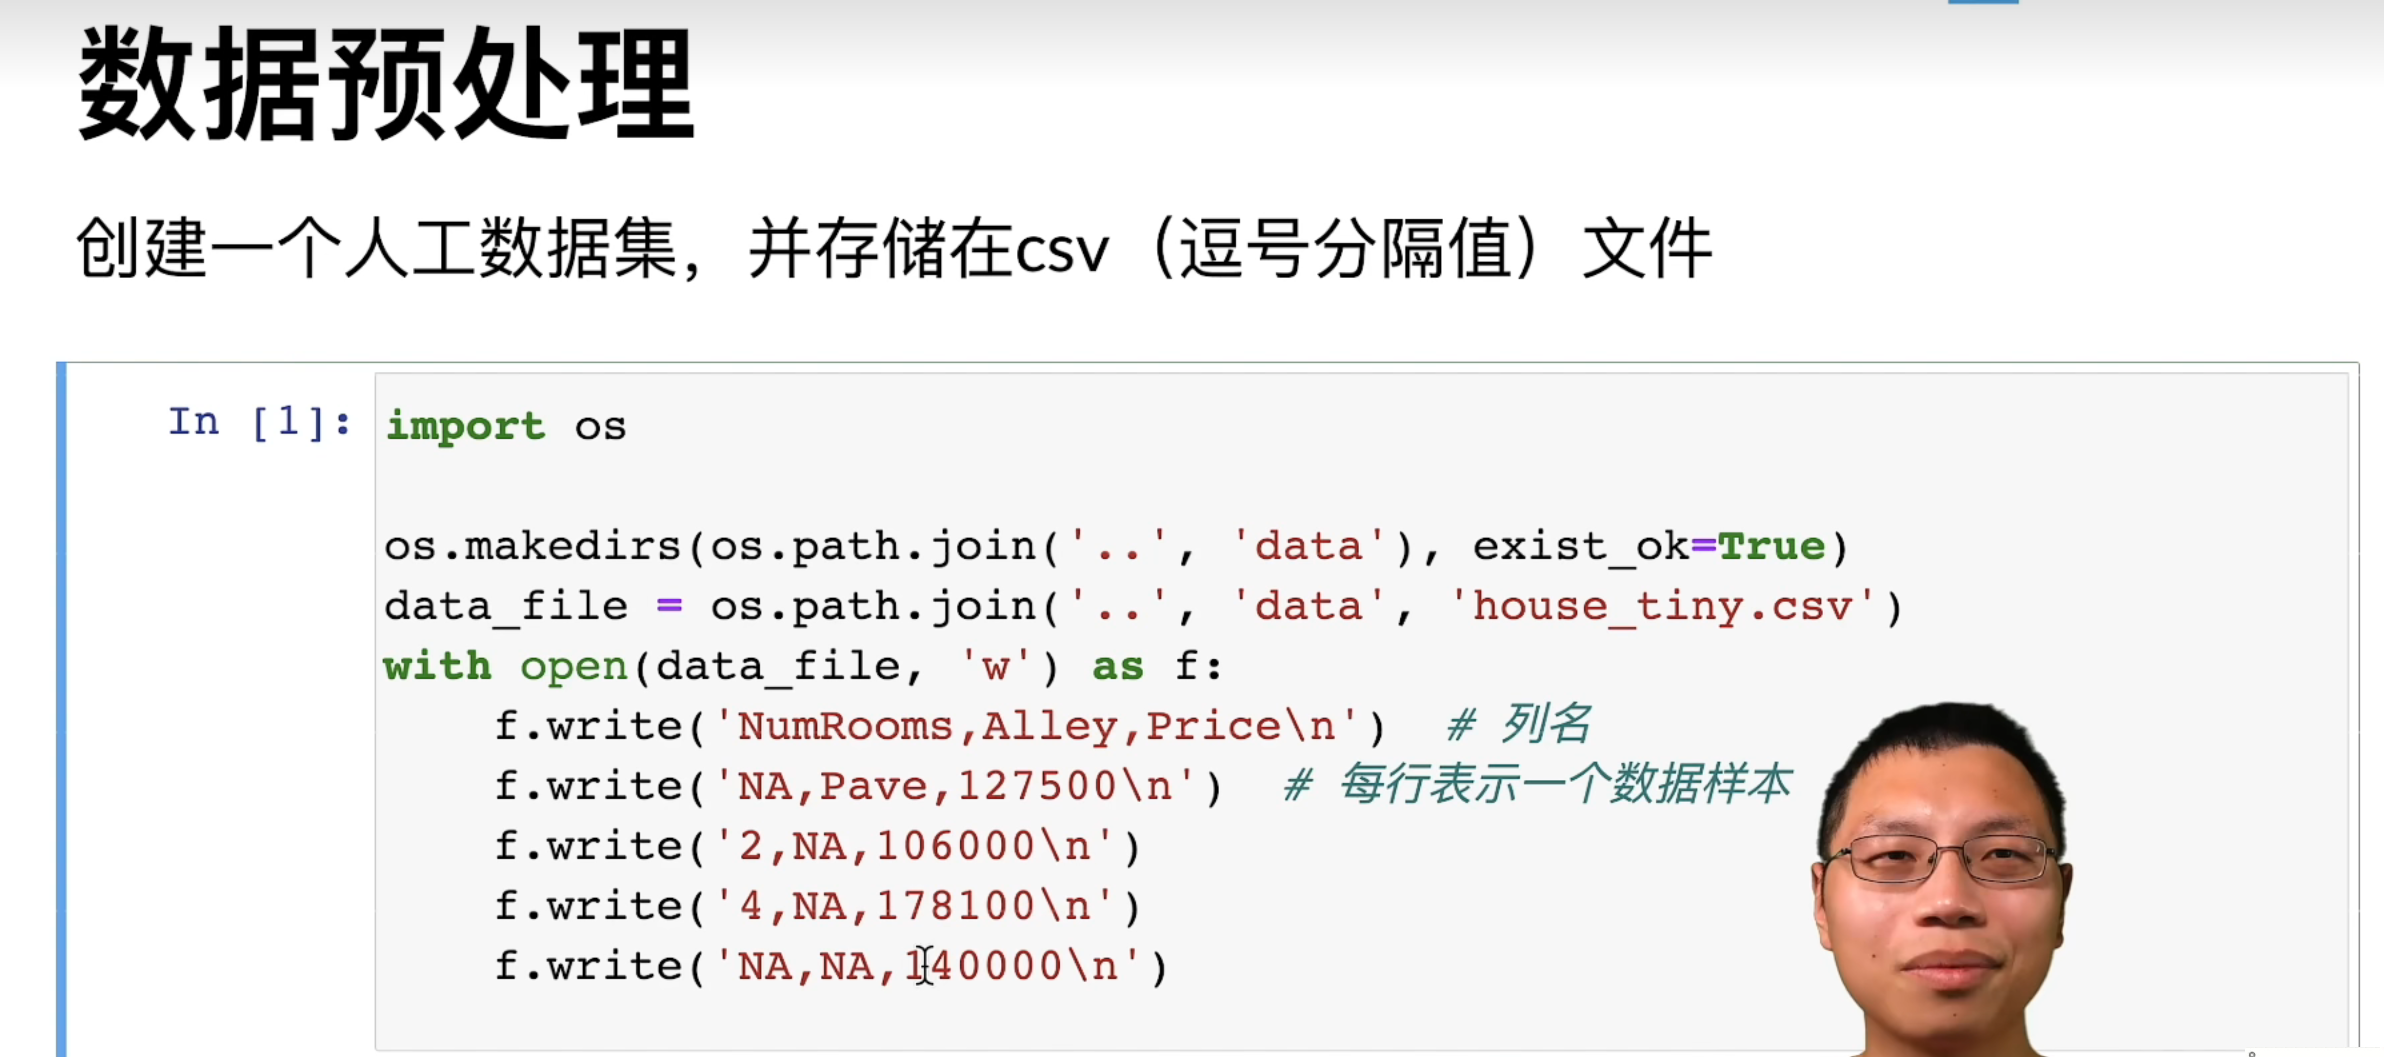 数据预处理
创建一个人工数据集，并存储在csv（逗号分隔值）文件
In [1]:
import os
os.makedirs(os.path.join('..', 'data'), exist_ok=True)
data_file = os.path.join('..', 'data', 'house_tiny.csv')
with open(data_file, 'w') as f:
    f.write('NumRooms,Alley,Price\n')  # 列名
    f.write('NA,Pave,127500\n')  # 每行表示一个数据样本
    f.write('2,NA,106000\n')
    f.write('4,NA,178100\n')
    f.write('NA,NA,140000\n')